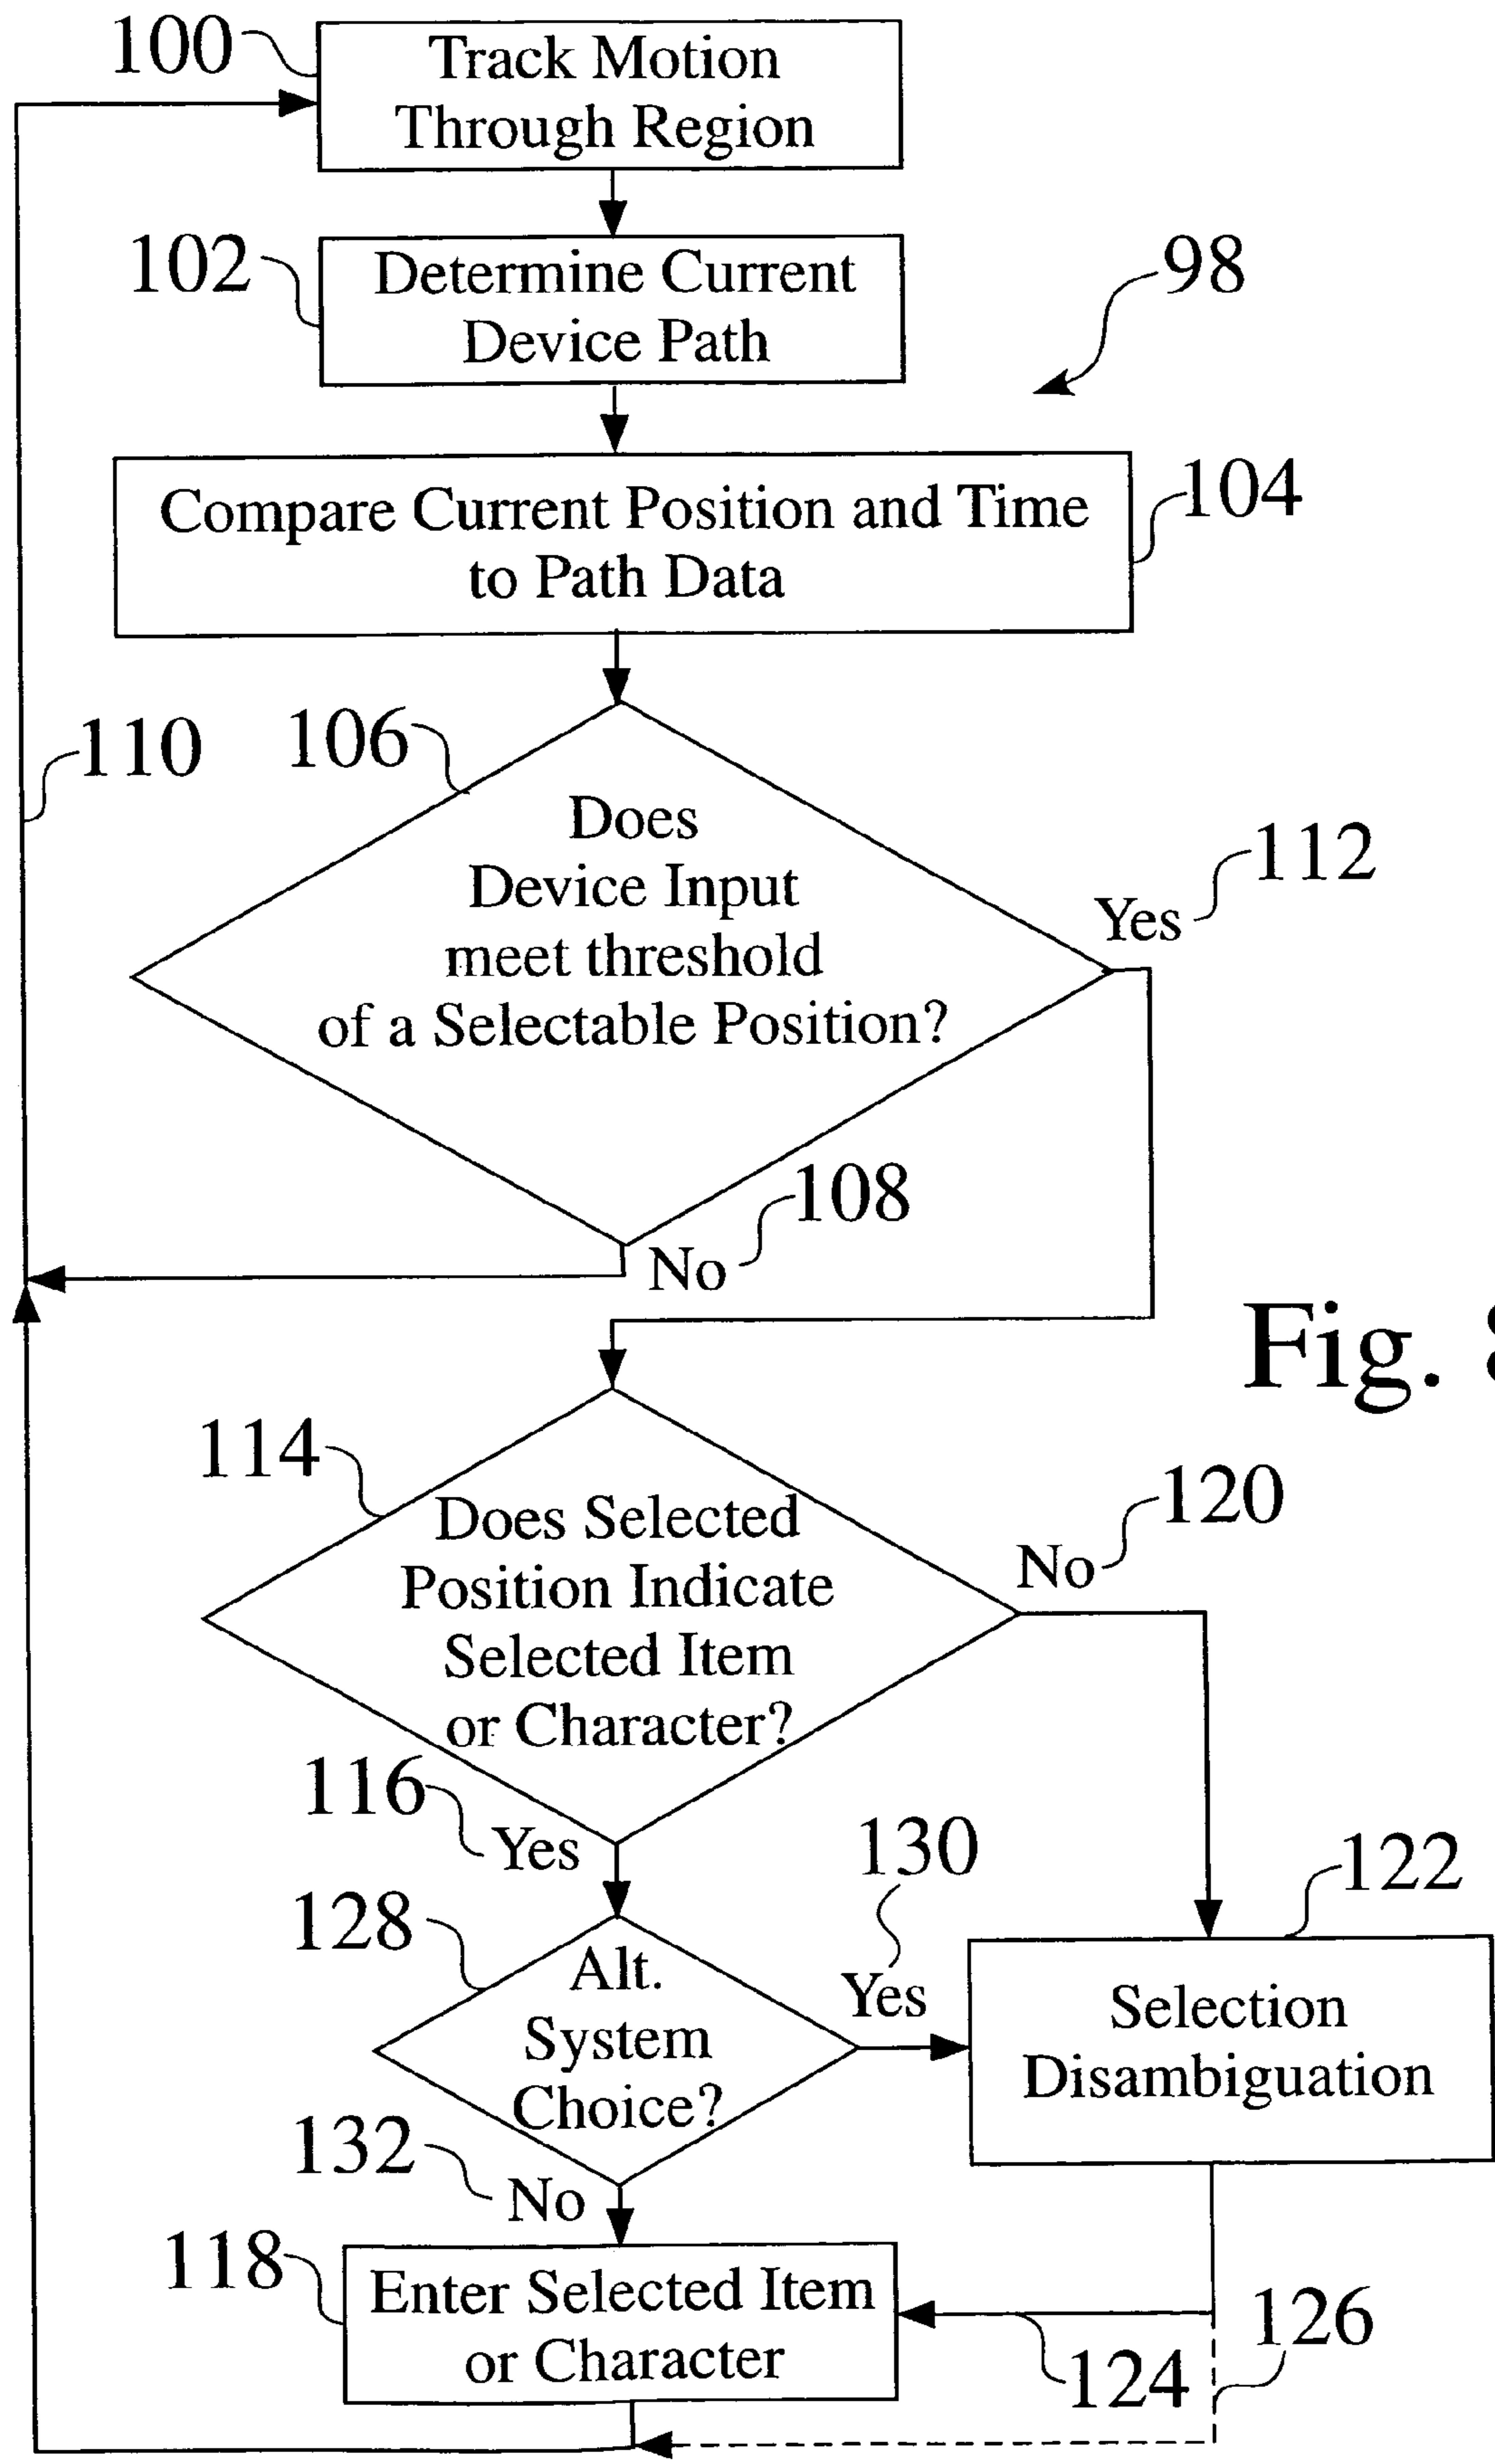 100
Track Motion
Through Region
102
Determine Current
Device Path
98
Compare Current Position and Time
to Path Data
104
110
106
Does
Device Input
meet threshold
of a Selectable Position?
Yes
112
108
No
Fig.
114
Does Selected
Position Indicate
Selected Item
or Character?
No
120
116
Yes
130
122
128
Alt.
System
Choice?
Yes
Selection
Disambiguation
132
No
118
Enter Selected Item
or Character
124
126